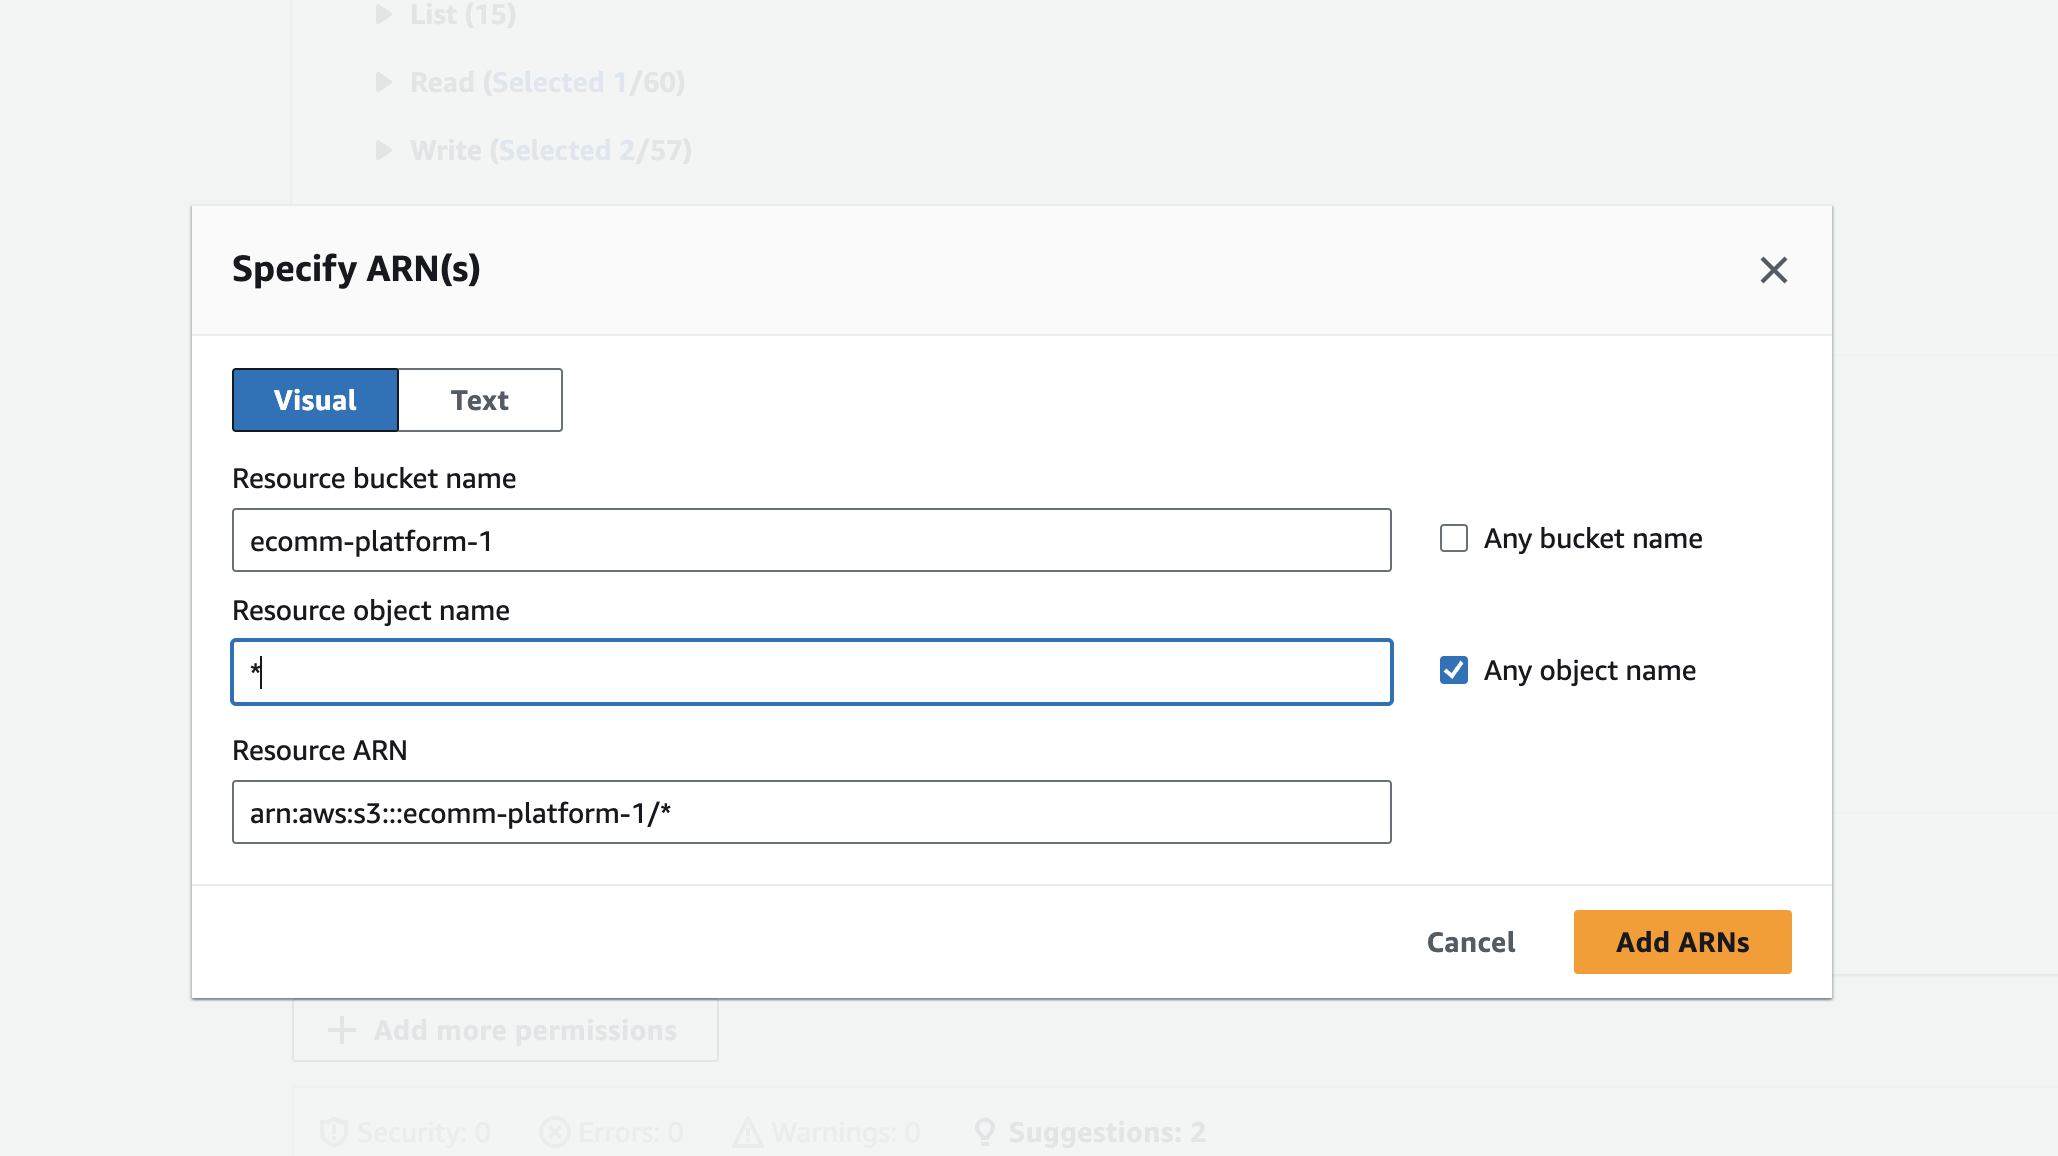 List (15)
Read (Selected 1/60)
Write (Selected 2/57)
Specify ARN(s)
Visual
Text
Resource bucket name
ecomm-platform-1
Any bucket name
Resource object name
*
Any object name
Resource ARN
arn:aws:s3:::ecomm-platform-1/*
Cancel
Add ARNs
Add more permissions
Security: 0
Errors: 0
Warnings: 0
Suggestions: 2